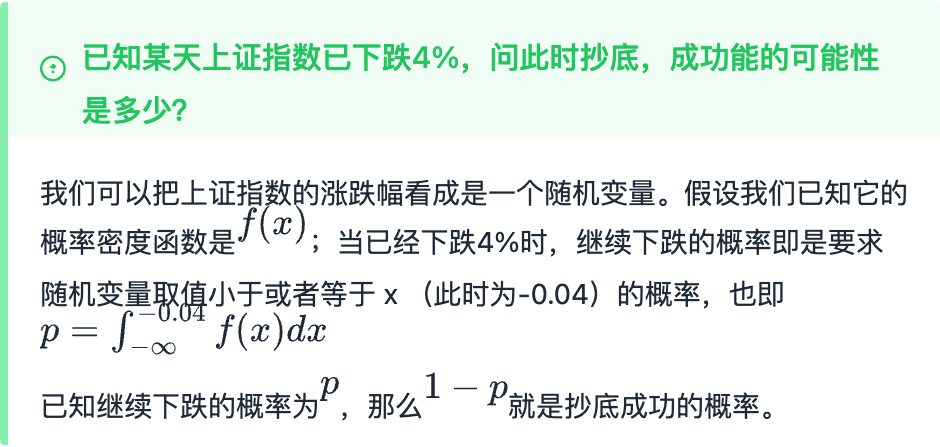 已知某天上证指数已下跌4%，问此时抄底，成功能的可能性
是多少？
我们可以把上证指数的涨跌幅看成是一个随机变量。假设我们已知它的
概率密度函数是f(x)；当已经下跌4%时，继续下跌的概率即是要求
随机变量取值小于或者等于 x （此时为-0.04）的概率，也即
p = ∫_{-∞}^{-0.04} f(x)dx
已知继续下跌的概率为p，那么1 − p就是抄底成功的概率。